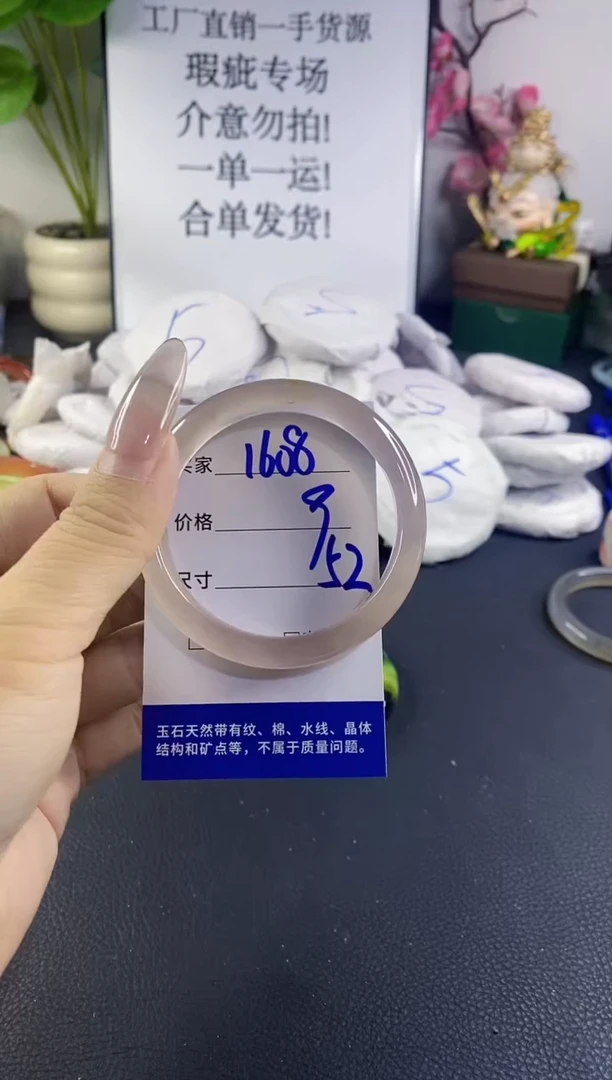 工厂直销一手货源
瑕疵专场
介意勿拍!
一单一运!
合单发货!
家 1608
价格
尺寸 52
玉石天然带有纹、棉、水线、晶体
结构和矿点等，不属于质量问题。